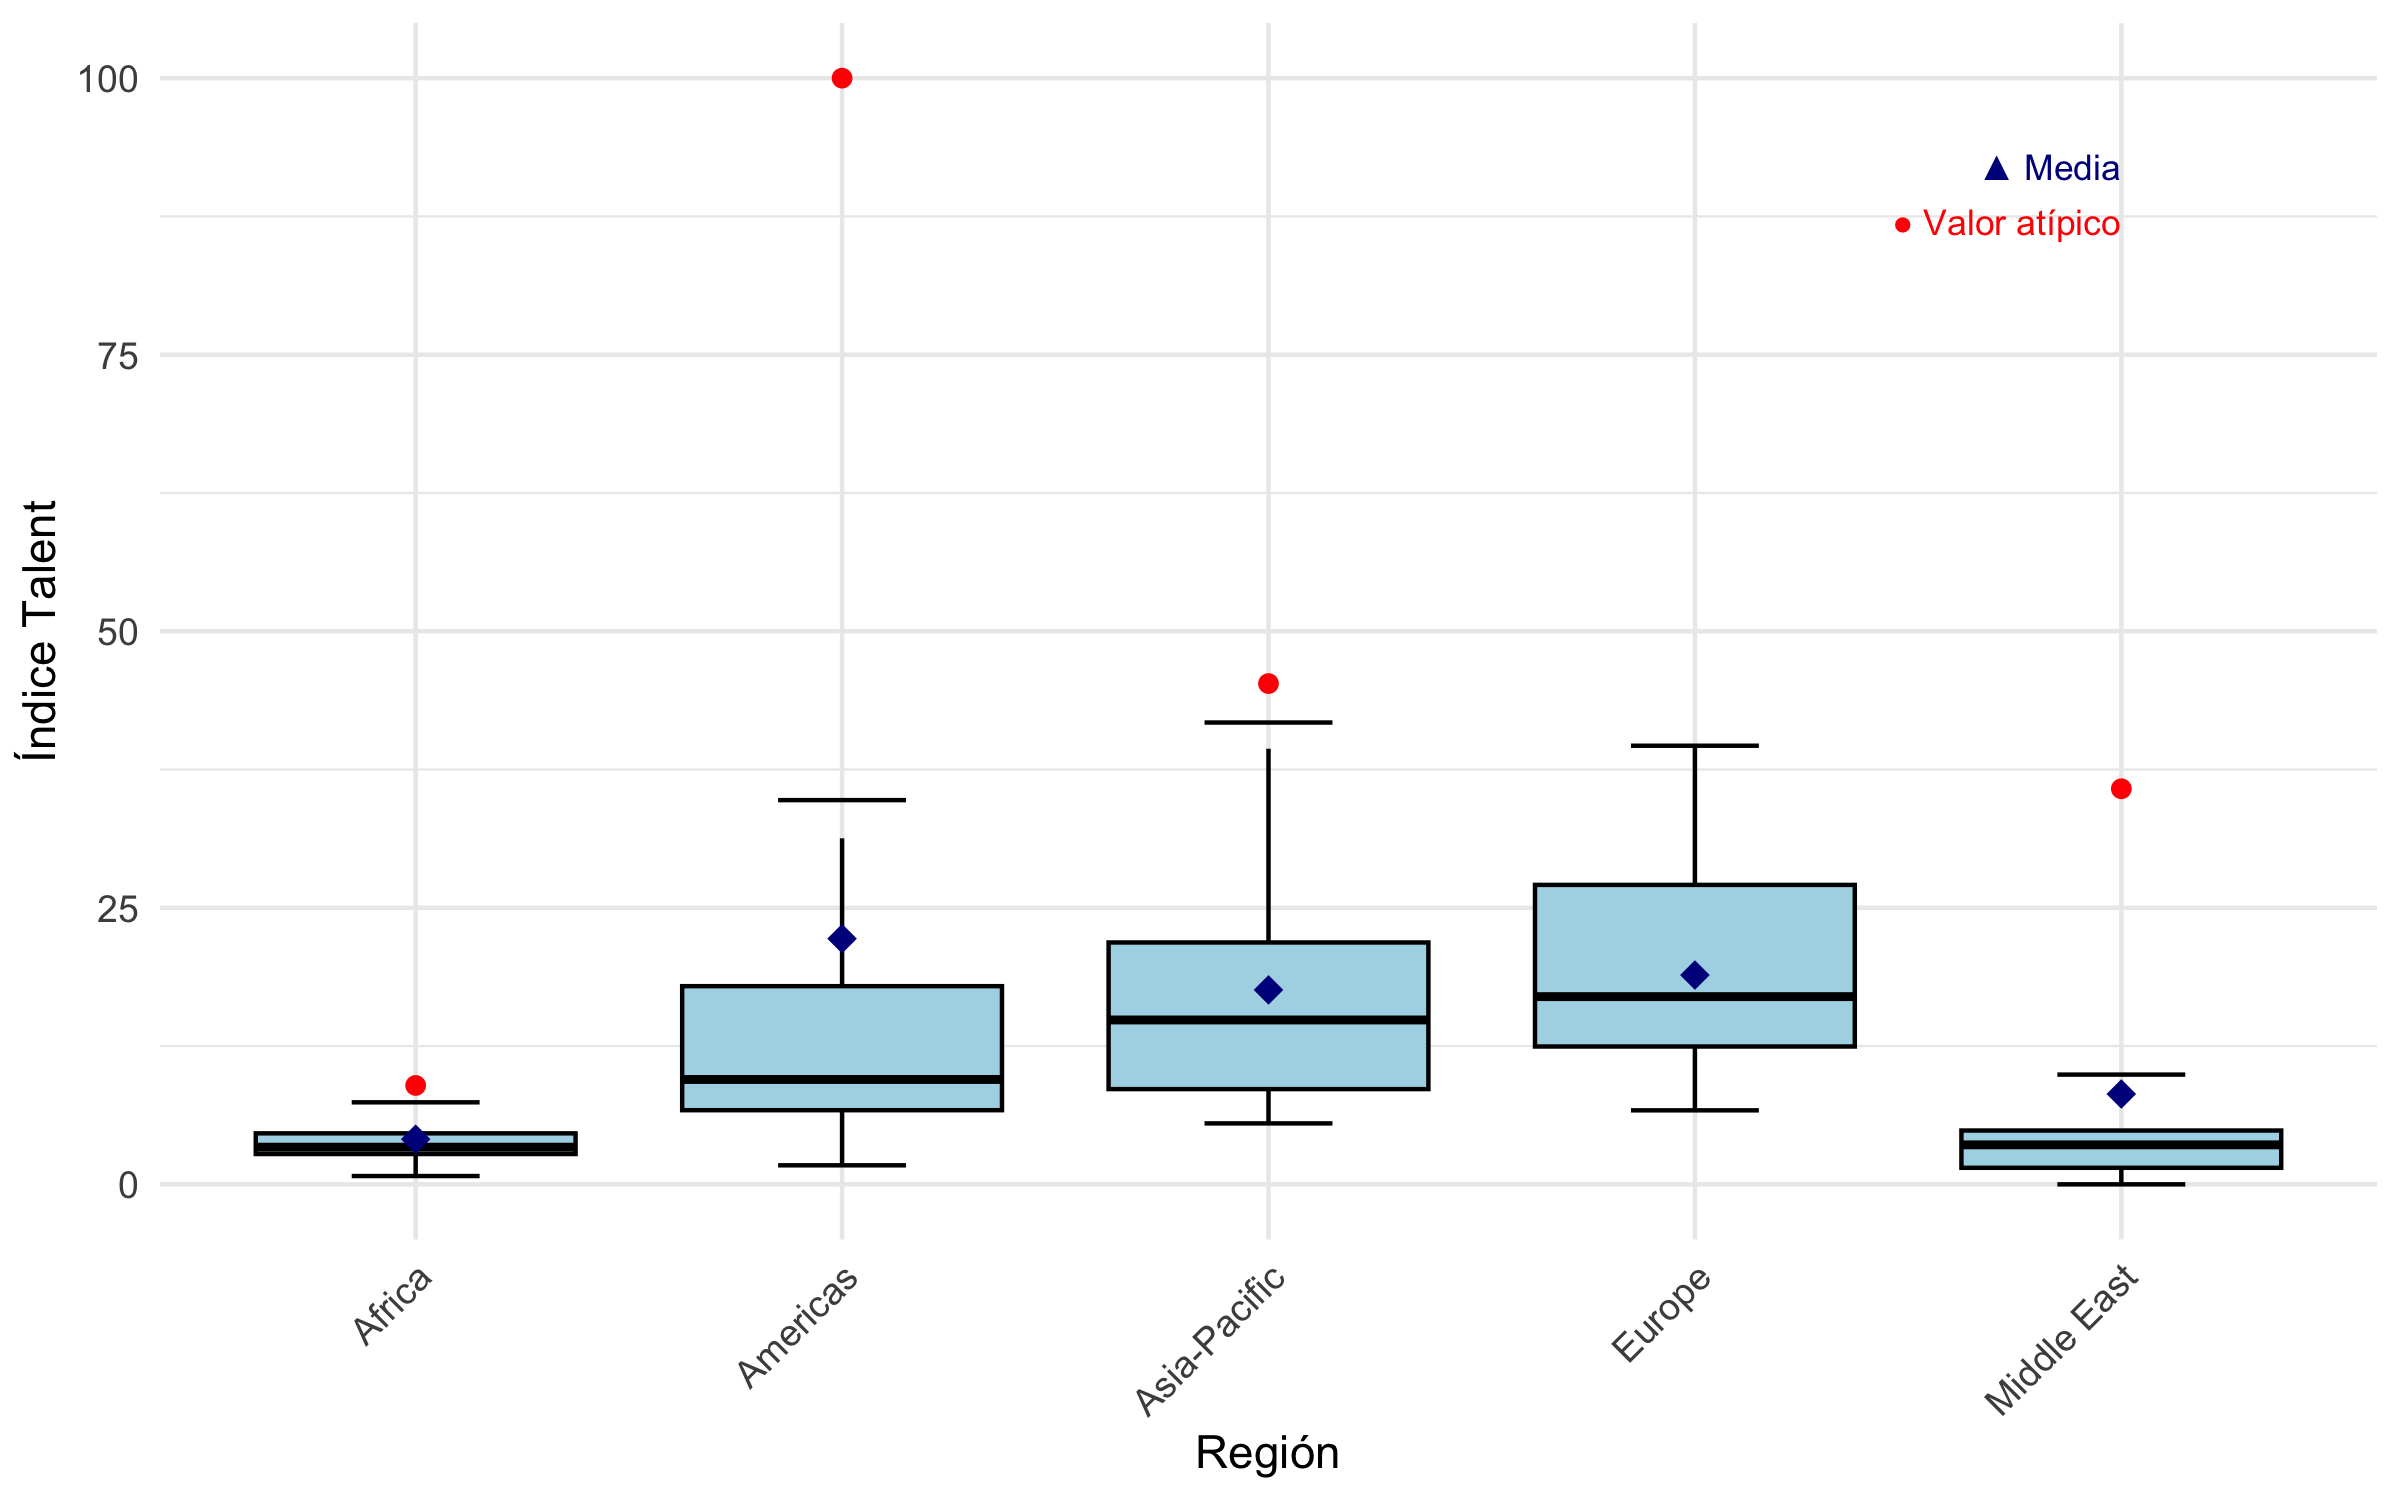 Índice Talent
100
75
50
25
0
▲ Media
● Valor atípico
Africa
Americas
Asia-Pacific
Europe
Middle East
Región